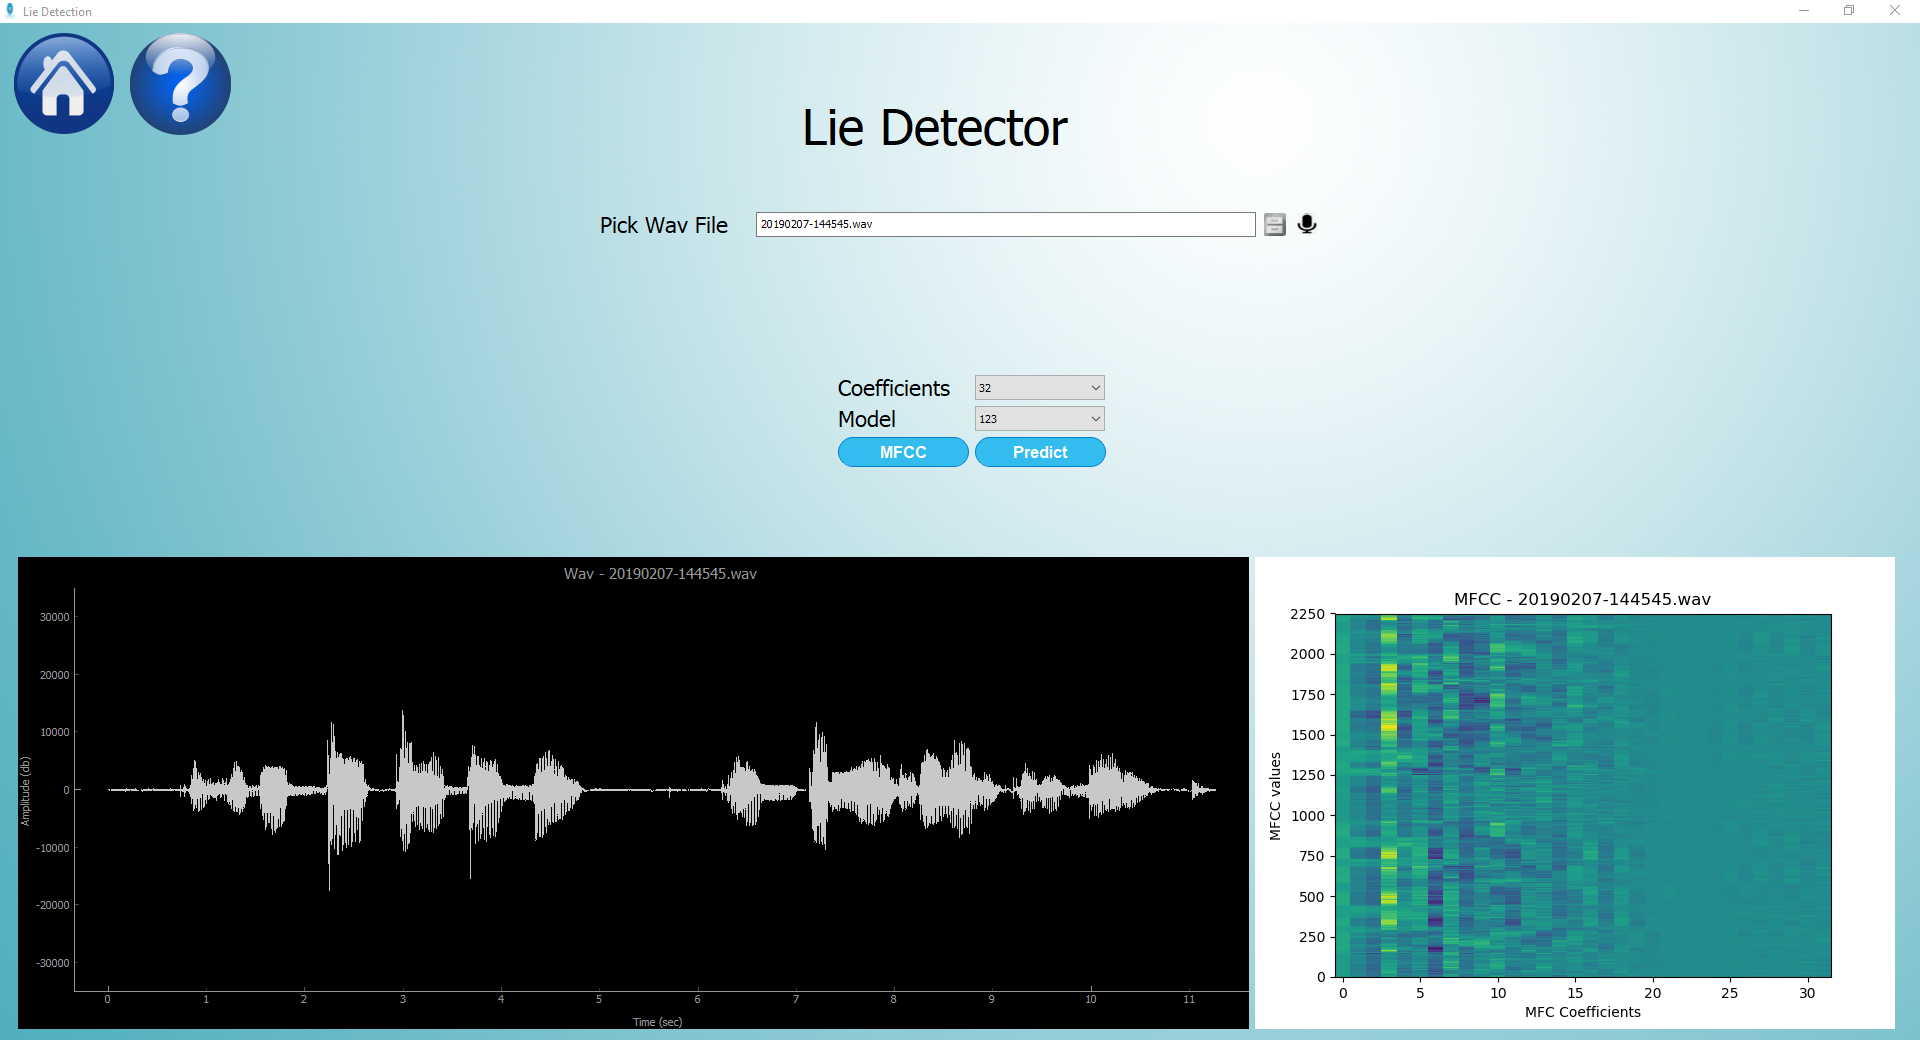 Lie Detection
Lie Detector
Pick Wav File 20190207-144545.wav
Coefficients 32
Model 123
MFCC Predict
Wav - 20190207-144545.wav
30000
20000
10000
0
-10000
-20000
-30000
Amplitude (db)
0 1 2 3 4 5 6 7 8 9 10 11
Time (sec)
MFCC - 20190207-144545.wav
2250
2000
1750
1500
1250
1000
750
500
250
0
MFCC values
0 5 10 15 20 25 30
MFC Coefficients